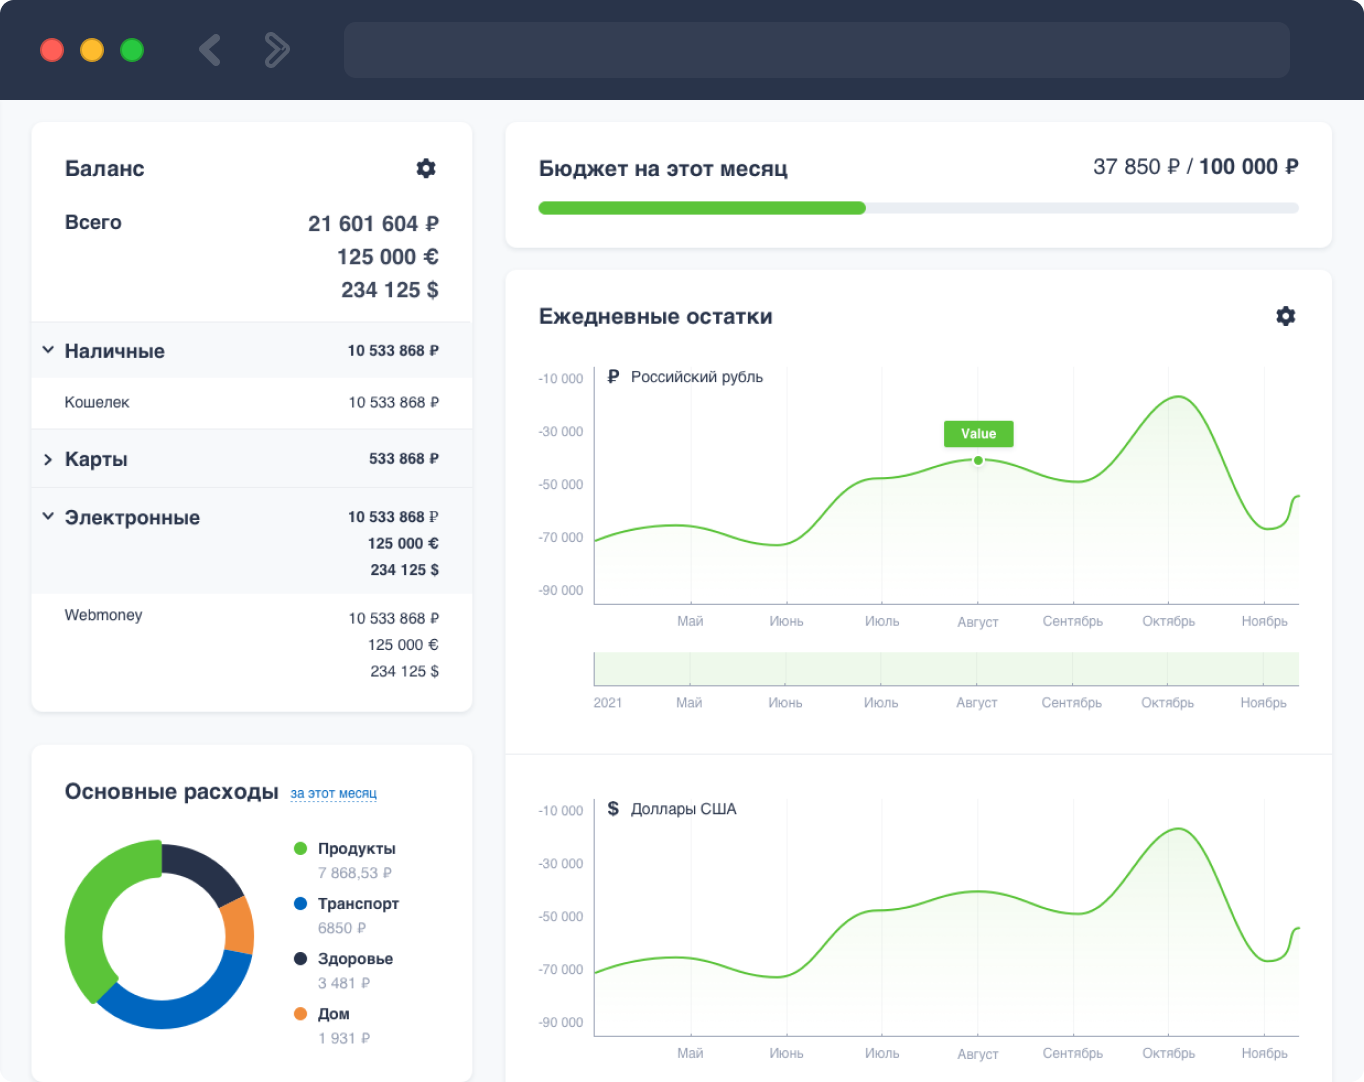 Баланс
Всего 21 601 604 ₽
125 000 €
234 125 $
Наличные 10 533 868 ₽
Кошелек 10 533 868 ₽
Карты 533 868 ₽
Электронные 10 533 868 ₽
125 000 €
234 125 $
Webmoney 10 533 868 ₽
125 000 €
234 125 $
Основные расходы за этот месяц
Продукты
7 868,53 ₽
Транспорт
6850 ₽
Здоровье
3 481 ₽
Дом
1 931 ₽
Бюджет на этот месяц 37 850 ₽ / 100 000 ₽
Ежедневные остатки
₽ Российский рубль
-10 000
-30 000
-50 000
-70 000
-90 000
Value
Май Июнь Июль Август Сентябрь Октябрь Ноябрь
2021 Май Июнь Июль Август Сентябрь Октябрь Ноябрь
$ Доллары США
-10 000
-30 000
-50 000
-70 000
-90 000
Май Июнь Июль Август Сентябрь Октябрь Ноябрь